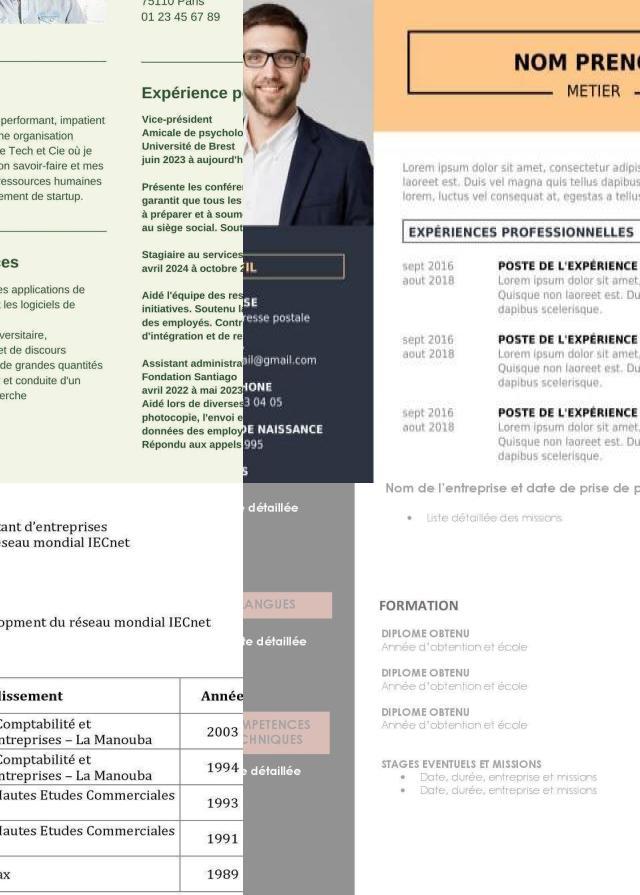 75110 Paris
01 23 45 67 89
performant, impatient
ne organisation
e Tech et Cie où je
on savoir-faire et mes
ressources humaines
ement de startup.
ces
es applications de
t les logiciels de
versitaire,
et de discours
de grandes quantités
et conduite d'un
erche
Expérience p
Vice-président
Amicale de psycholo
Université de Brest
juin 2023 à aujourd'h
Présente les confére
garantit que tous les
à préparer et à soum
au siège social. Sout
Stagiaire au services
avril 2024 à octobre 2
Aidé l'équipe des res
initiatives. Soutenu l
des employés. Contr
d'intégration et de re
Assistant administra
Fondation Santiago
avril 2022 à mai 2023
Aidé lors de diverses
photocopie, l'envoi e
données des employ
Répondu aux appels
IL
SE
resse postale
ail@gmail.com
HONE
3 04 05
DE NAISSANCE
995
S
NOM PRENO
METIER
Lorem ipsum dolor sit amet, consectetur adipis
laoreet est. Duis vel magna quis tellus dapibus
lorem, luctus vel consequat at, egestas a tellus
EXPÉRIENCES PROFESSIONNELLES
sept 2016
aout 2018
POSTE DE L'EXPÉRIENCE
Lorem ipsum dolor sit amet,
Quisque non laoreet est. Du
dapibus scelerisque.
sept 2016
aout 2018
POSTE DE L'EXPÉRIENCE
Lorem ipsum dolor sit amet,
Quisque non laoreet est. Du
dapibus scelerisque.
sept 2016
aout 2018
POSTE DE L'EXPÉRIENCE
Lorem ipsum dolor sit amet,
Quisque non laoreet est. Du
dapibus scelerisque.
tant d'entreprises
éseau mondial IECnet
opment du réseau mondial IECnet
lissement Année
Comptabilité et
ntreprises – La Manouba 2003
Comptabilité et
ntreprises – La Manouba 1994
Hautes Etudes Commerciales 1993
Hautes Etudes Commerciales 1991
ax 1989
détaillée
ANGUES
te détaillée
MPETENCES
CHNIQUES
e détaillée
Nom de l'entreprise et date de prise de p
• Liste détaillée des missions
FORMATION
DIPLOME OBTENU
Année d'obtention et école
DIPLOME OBTENU
Année d'obtention et école
DIPLOME OBTENU
Année d'obtention et école
STAGES EVENTUELS ET MISSIONS
• Date, durée, entreprise et missions
• Date, durée, entreprise et missions